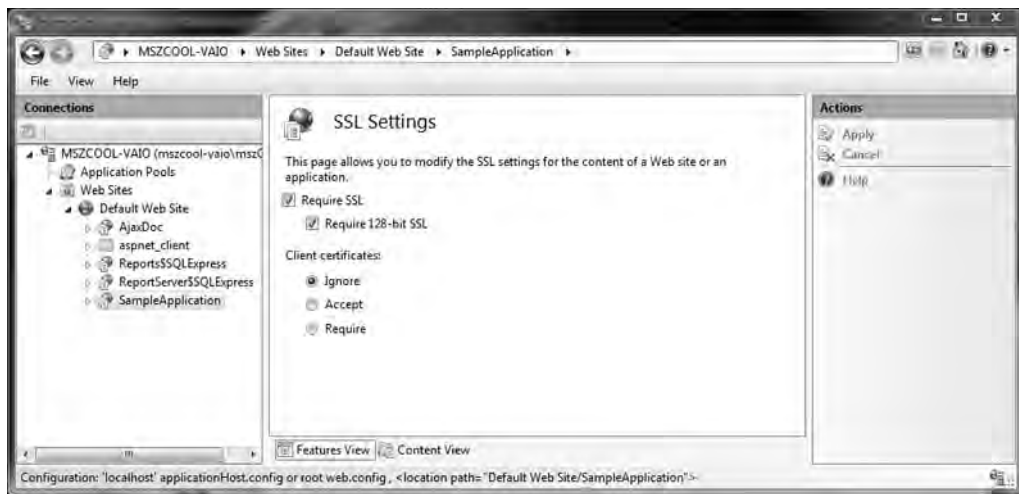 MSZCOOL-VAIO ▸ Web Sites ▸ Default Web Site ▸ SampleApplication ▸
File View Help
Connections
MSZCOOL-VAIO (mszcool-vaio\msz
Application Pools
Web Sites
Default Web Site
AjaxDoc
aspnet_client
Reports$SQLExpress
ReportServer$SQLExpress
SampleApplication
SSL Settings
This page allows you to modify the SSL settings for the content of a Web site or an
application.
Require SSL
Require 128-bit SSL
Client certificates:
Ignore
Accept
Require
Features View Content View
Actions
Apply
Cancel
Help
Configuration: 'localhost' applicationHost.config or root web.config , <location path="Default Web Site/SampleApplication">